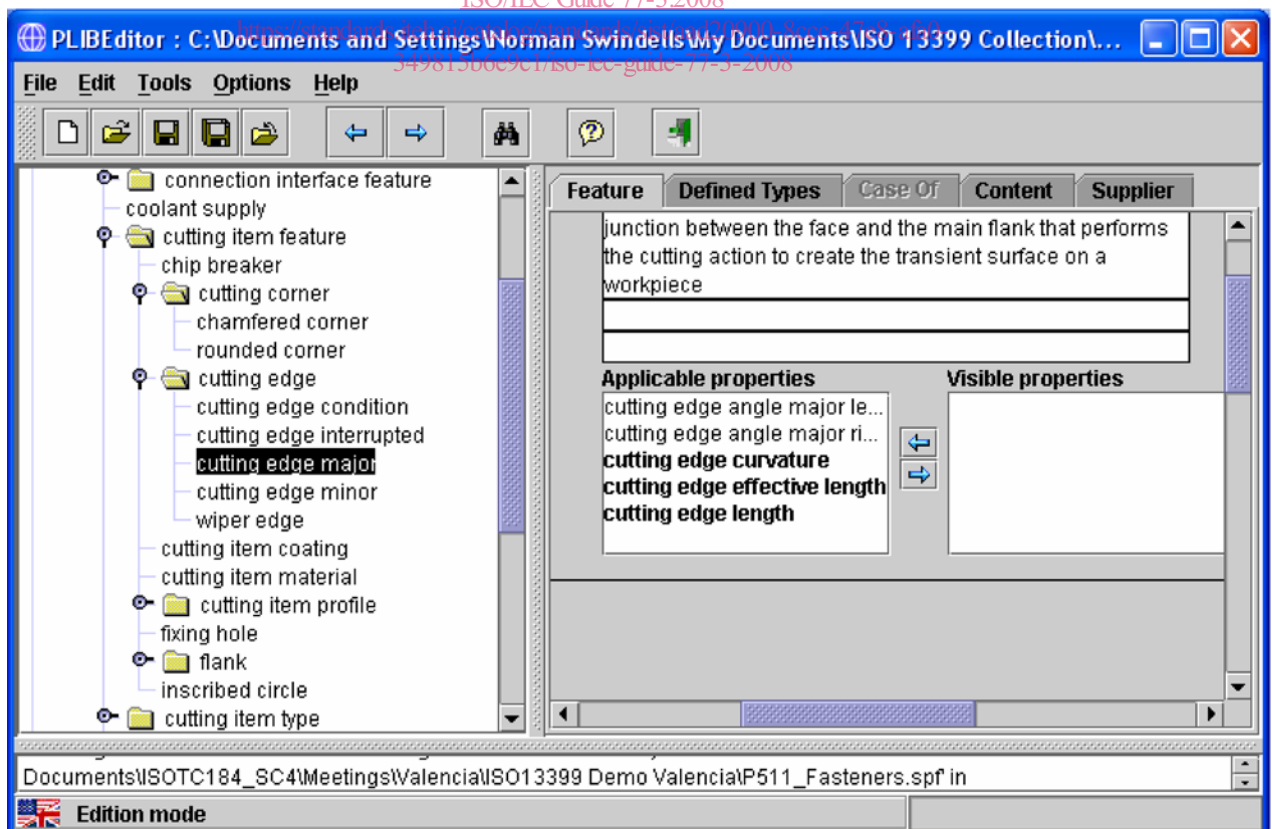 ISO/IEC Guide 77-3:2008
PLIBEditor : C:\Documents and Settings\Norman Swindells\My Documents\ISO 13399 Collection\...
349815b6e9c1/iso-iec-guide-77-3-2008
File Edit Tools Options Help
connection interface feature
coolant supply
cutting item feature
chip breaker
cutting corner
chamfered corner
rounded corner
cutting edge
cutting edge condition
cutting edge interrupted
cutting edge major
cutting edge minor
wiper edge
cutting item coating
cutting item material
cutting item profile
fixing hole
flank
inscribed circle
cutting item type
Feature Defined Types Case Of Content Supplier
junction between the face and the main flank that performs
the cutting action to create the transient surface on a
workpiece
Applicable properties Visible properties
cutting edge angle major le...
cutting edge angle major ri...
cutting edge curvature
cutting edge effective length
cutting edge length
Documents\ISOTC184_SC4\Meetings\Valencia\ISO13399 Demo Valencia\P511_Fasteners.spf' in
Edition mode